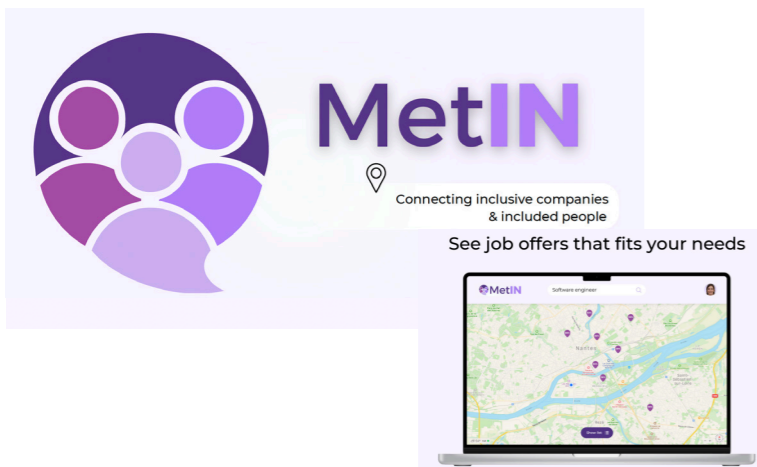 MetIN
Connecting inclusive companies
& included people
See job offers that fits your needs
MetIN
Software engineer
Nantes
Show list